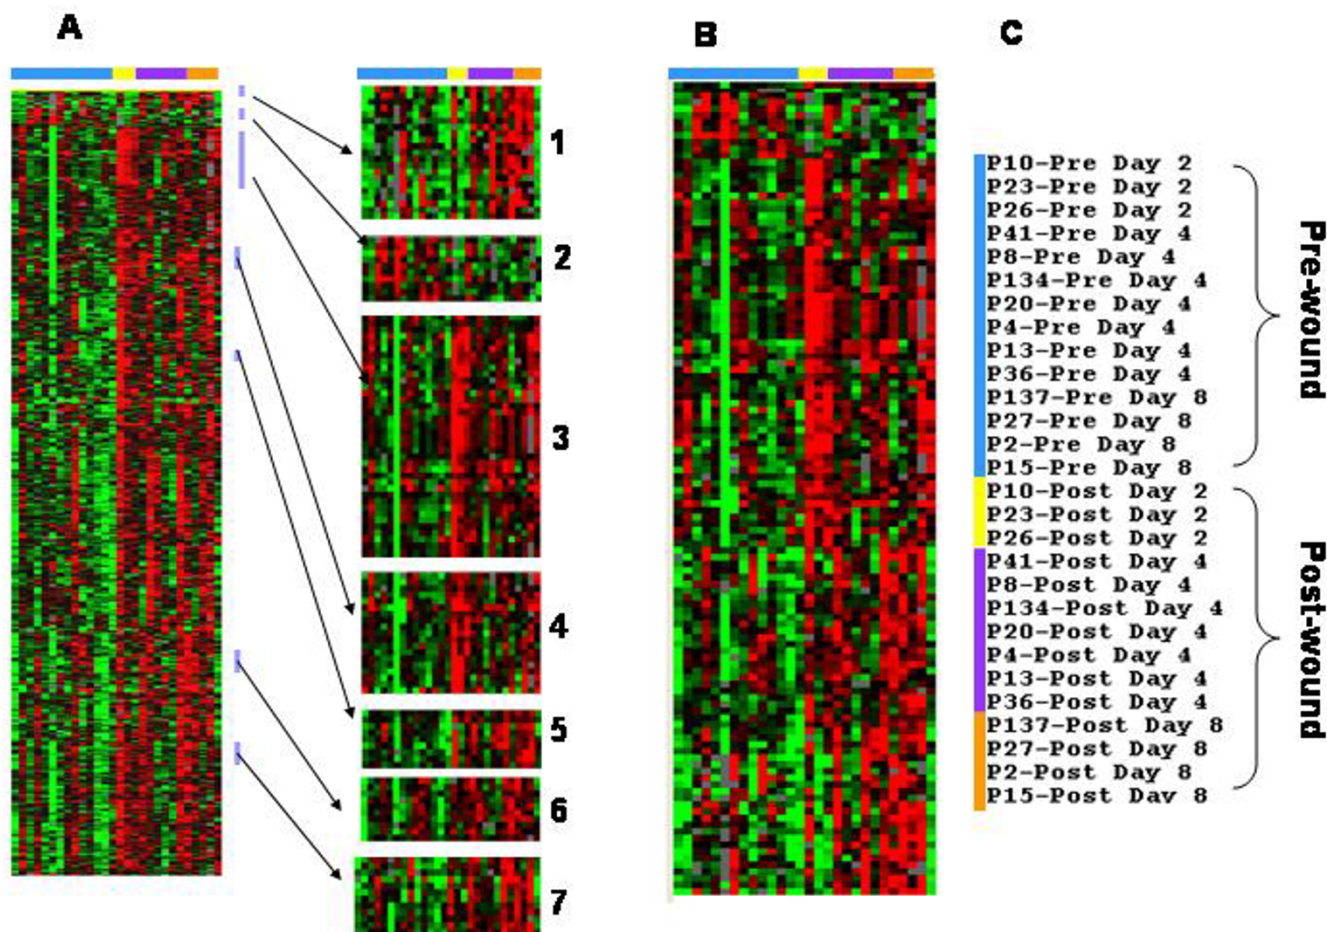 A
B
C
1
2
3
4
5
6
7
P10-Pre Day 2
P23-Pre Day 2
P26-Pre Day 2
P41-Pre Day 4
P8-Pre Day 4
P134-Pre Day 4
P20-Pre Day 4
P4-Pre Day 4
P13-Pre Day 4
P36-Pre Day 4
P137-Pre Day 8
P27-Pre Day 8
P2-Pre Day 8
P15-Pre Day 8
P10-Post Day 2
P23-Post Day 2
P26-Post Day 2
P41-Post Day 4
P8-Post Day 4
P134-Post Day 4
P20-Post Day 4
P4-Post Day 4
P13-Post Day 4
P36-Post Day 4
P137-Post Day 8
P27-Post Day 8
P2-Post Day 8
P15-Post Day 8
Pre-wound
Post-wound